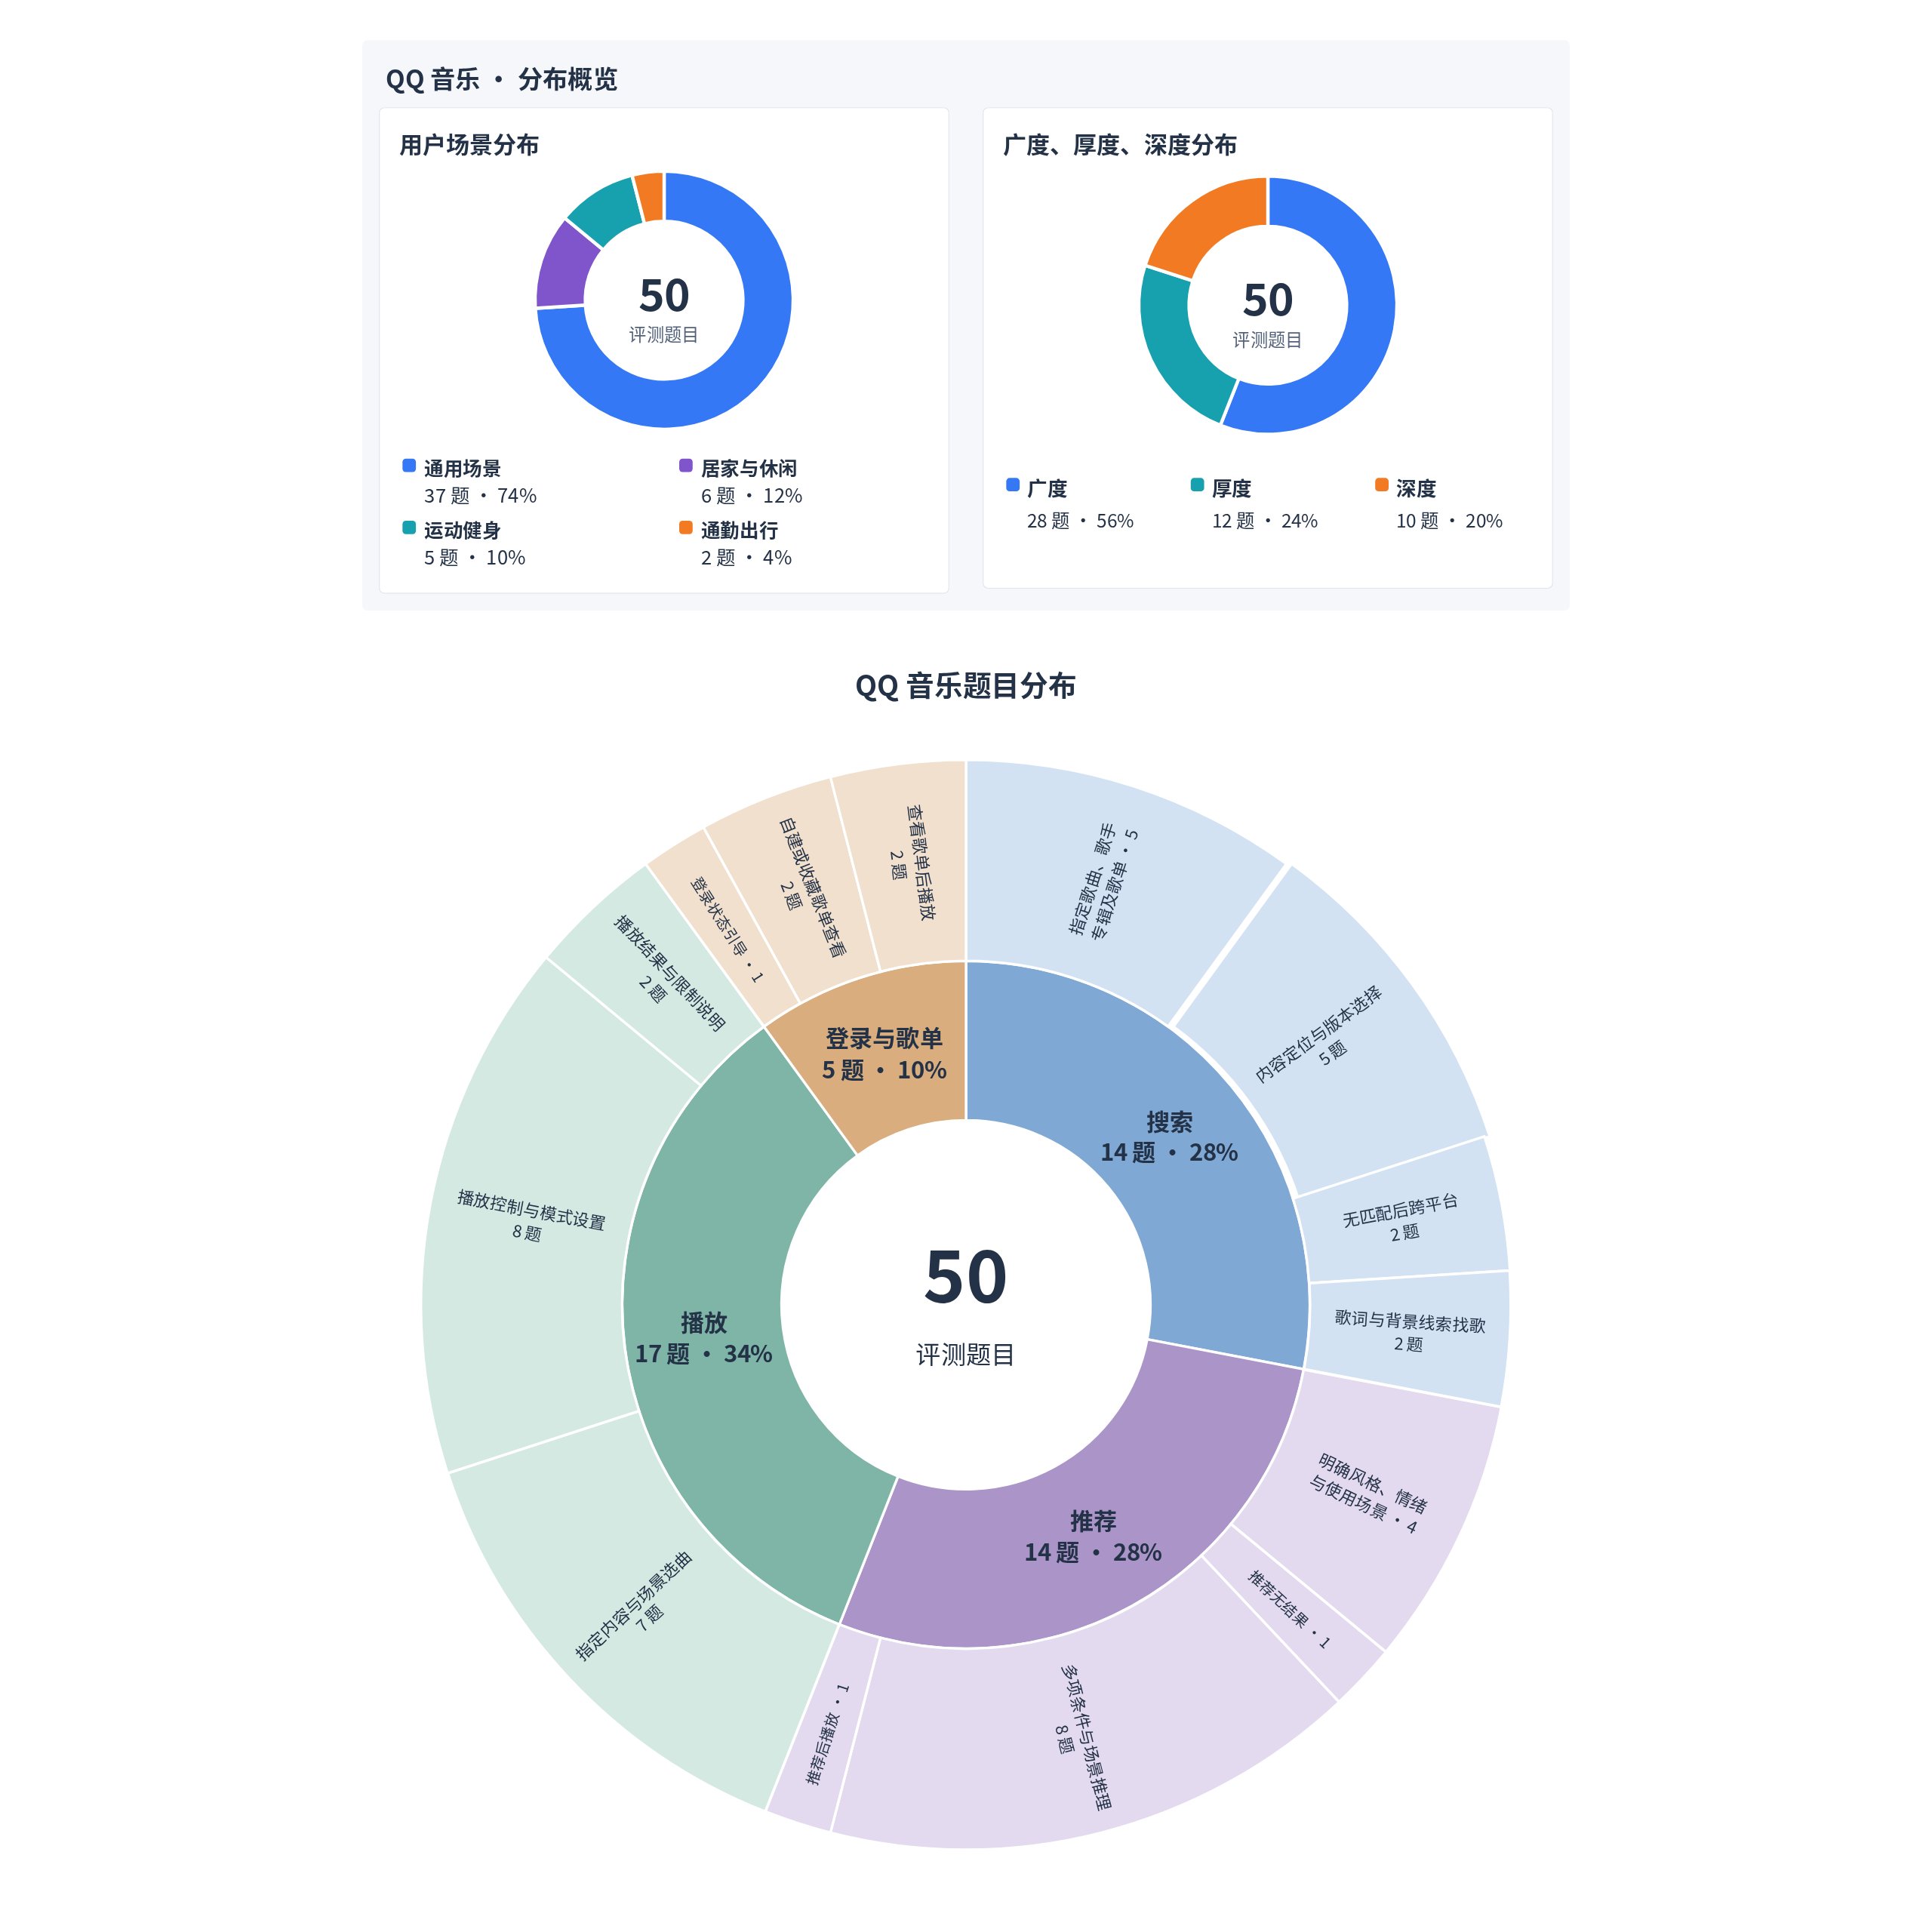 QQ 音乐 · 分布概览
用户场景分布
50
评测题目
通用场景
37 题 · 74%
居家与休闲
6 题 · 12%
运动健身
5 题 · 10%
通勤出行
2 题 · 4%
广度、厚度、深度分布
50
评测题目
广度
28 题 · 56%
厚度
12 题 · 24%
深度
10 题 · 20%
QQ 音乐题目分布
50
评测题目
搜索
14 题 · 28%
指定歌曲、歌手
专辑及歌单 · 5
内容定位与版本选择
5 题
无匹配后跨平台
2 题
歌词与背景线索找歌
2 题
推荐
14 题 · 28%
明确风格、情绪
与使用场景 · 4
推荐无结果 · 1
多项条件与场景推理
8 题
推荐后播放 · 1
播放
17 题 · 34%
指定内容与场景选曲
7 题
播放控制与模式设置
8 题
播放结果与限制说明
2 题
登录与歌单
5 题 · 10%
登录状态引导 · 1
自建或收藏歌单查看
2 题
查看歌单后播放
2 题